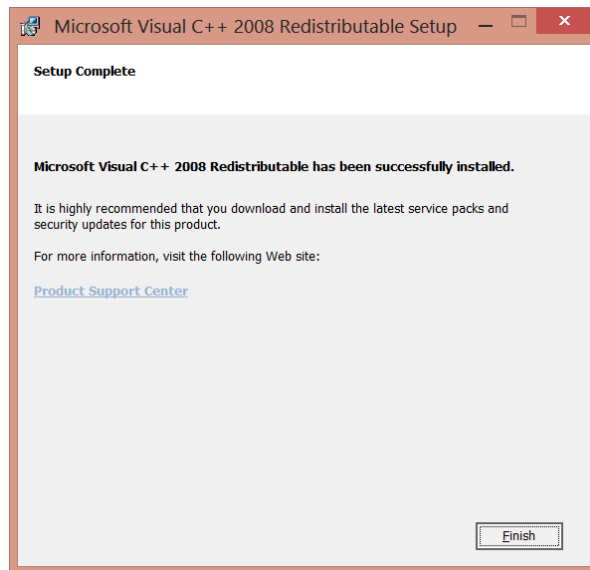 Microsoft Visual C++ 2008 Redistributable Setup
Setup Complete
Microsoft Visual C++ 2008 Redistributable has been successfully installed.
It is highly recommended that you download and install the latest service packs and
security updates for this product.
For more information, visit the following Web site:
Product Support Center
Finish